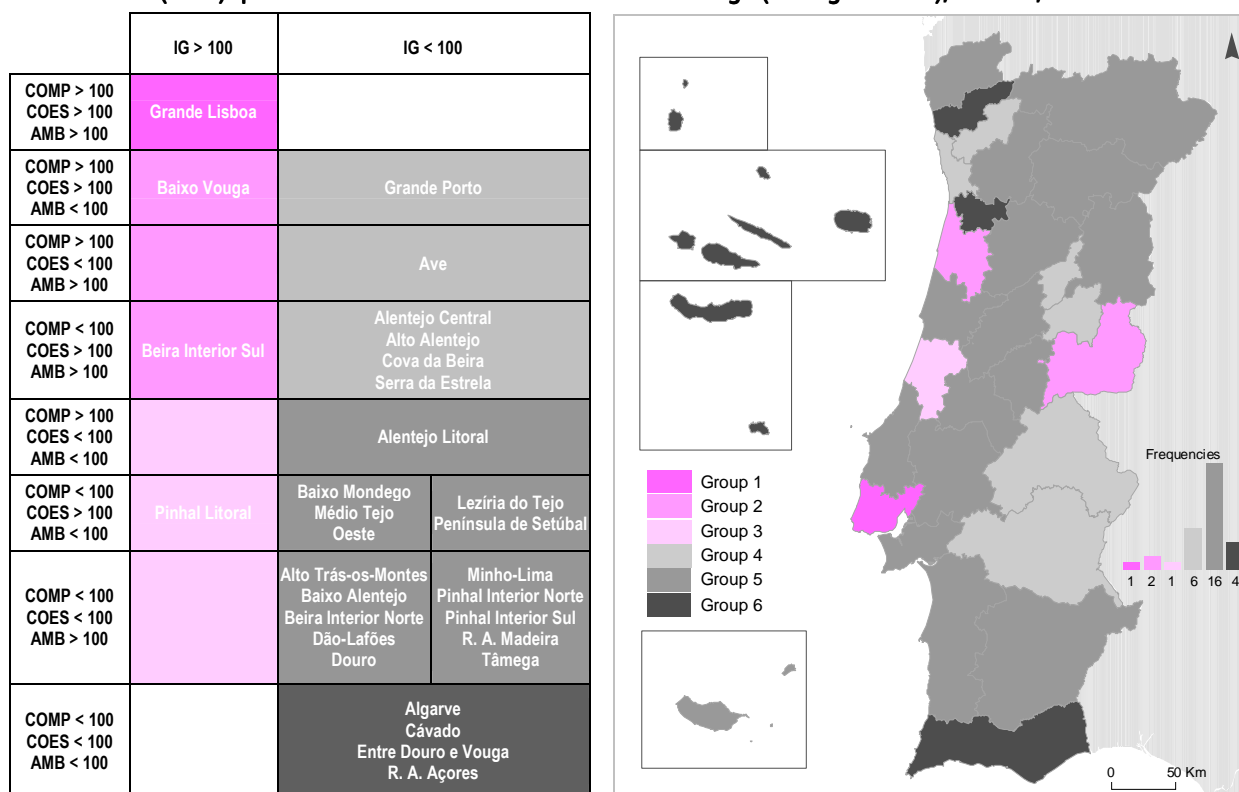 IG > 100
IG < 100
COMP > 100
COES > 100
AMB > 100
Grande Lisboa
COMP > 100
COES > 100
AMB < 100
Baixo Vouga
Grande Porto
COMP > 100
COES < 100
AMB > 100
Ave
COMP < 100
COES > 100
AMB > 100
Beira Interior Sul
Alentejo Central
Alto Alentejo
Cova da Beira
Serra da Estrela
COMP > 100
COES < 100
AMB < 100
Alentejo Litoral
COMP < 100
COES > 100
AMB < 100
Pinhal Litoral
Baixo Mondego
Médio Tejo
Oeste
Lezíria do Tejo
Península de Setúbal
COMP < 100
COES < 100
AMB > 100
Alto Trás-os-Montes
Baixo Alentejo
Beira Interior Norte
Dão-Lafões
Douro
Minho-Lima
Pinhal Interior Norte
Pinhal Interior Sul
R. A. Madeira
Tâmega
COMP < 100
COES < 100
AMB < 100
Algarve
Cávado
Entre Douro e Vouga
R. A. Açores
Group 1
Group 2
Group 3
Group 4
Group 5
Group 6
Frequencies
1 2 1 6 16 4
0 50 Km